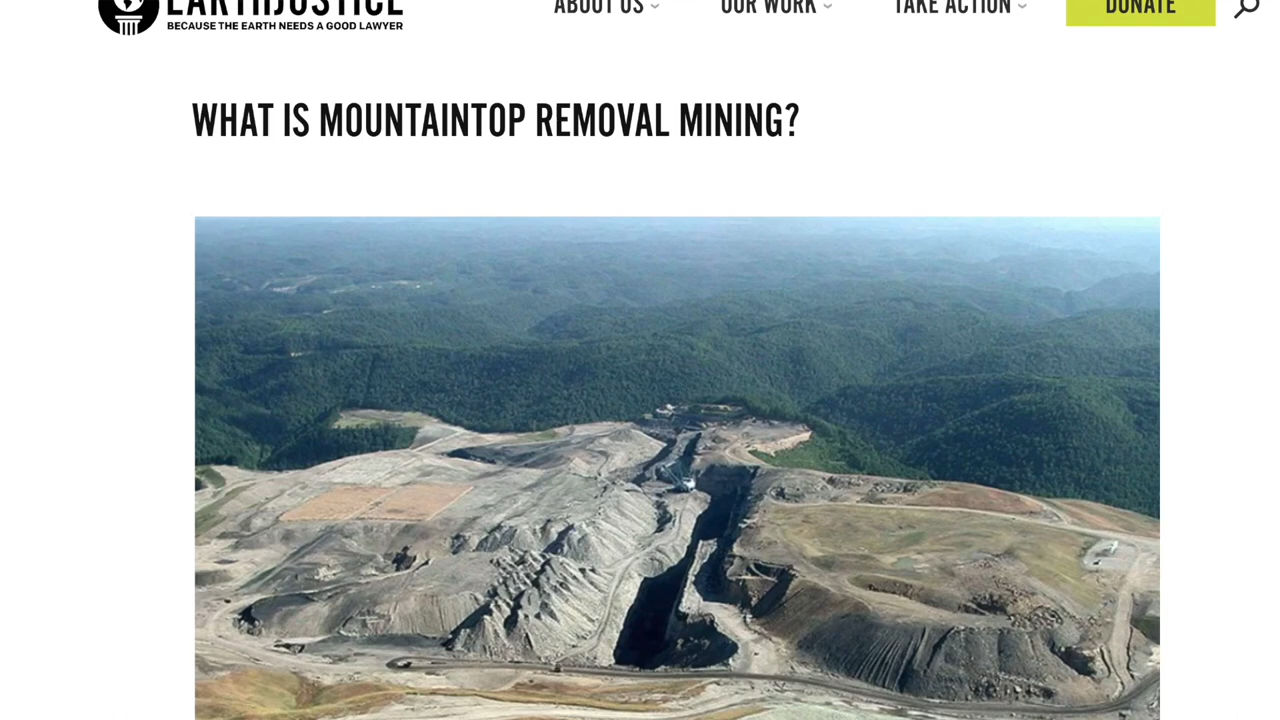 EARTHJUSTICE
BECAUSE THE EARTH NEEDS A GOOD LAWYER
ABOUT US
OUR WORK
TAKE ACTION
DONATE
WHAT IS MOUNTAINTOP REMOVAL MINING?